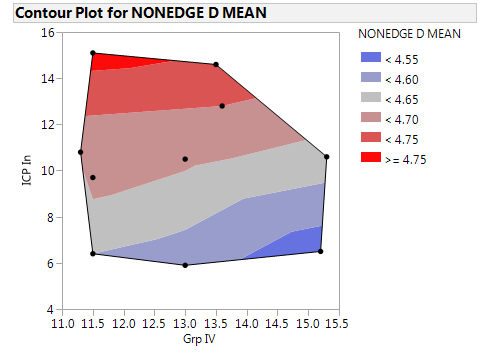 Contour Plot for NONEDGE D MEAN
NONEDGE D MEAN
< 4.55
< 4.60
< 4.65
< 4.70
< 4.75
>= 4.75
16
14
12
10
8
6
4
ICP In
11.0 11.5 12.0 12.5 13.0 13.5 14.0 14.5 15.0 15.5
Grp IV